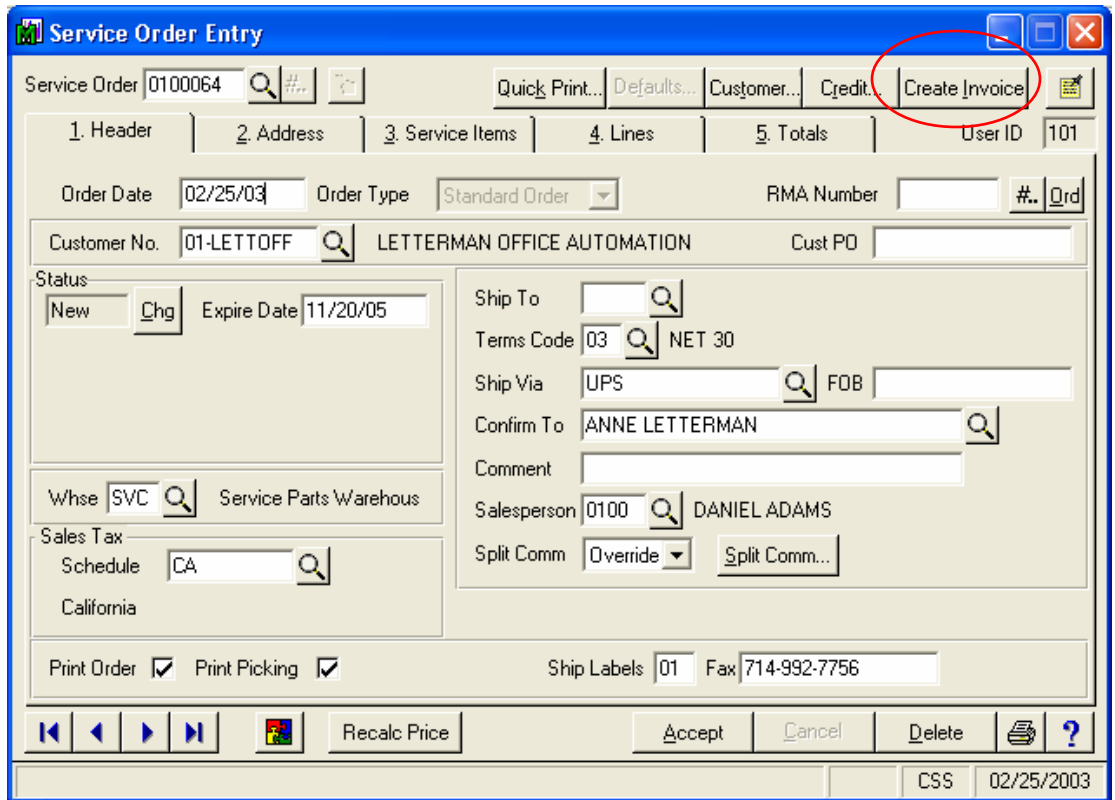 Service Order Entry
Service Order 0100064 #.. Quick Print... Defaults... Customer... Credit... Create Invoice
1. Header 2. Address 3. Service Items 4. Lines 5. Totals User ID 101
Order Date 02/25/03 Order Type Standard Order RMA Number #.. Ord
Customer No. 01-LETTOFF LETTERMAN OFFICE AUTOMATION Cust PO
Status
New Chg Expire Date 11/20/05
Ship To
Terms Code 03 NET 30
Ship Via UPS FOB
Confirm To ANNE LETTERMAN
Comment
Whse SVC Service Parts Warehous
Salesperson 0100 DANIEL ADAMS
Sales Tax
Schedule CA
Split Comm Override Split Comm...
California
Print Order Print Picking Ship Labels 01 Fax 714-992-7756
Recalc Price Accept Cancel Delete ?
CSS 02/25/2003